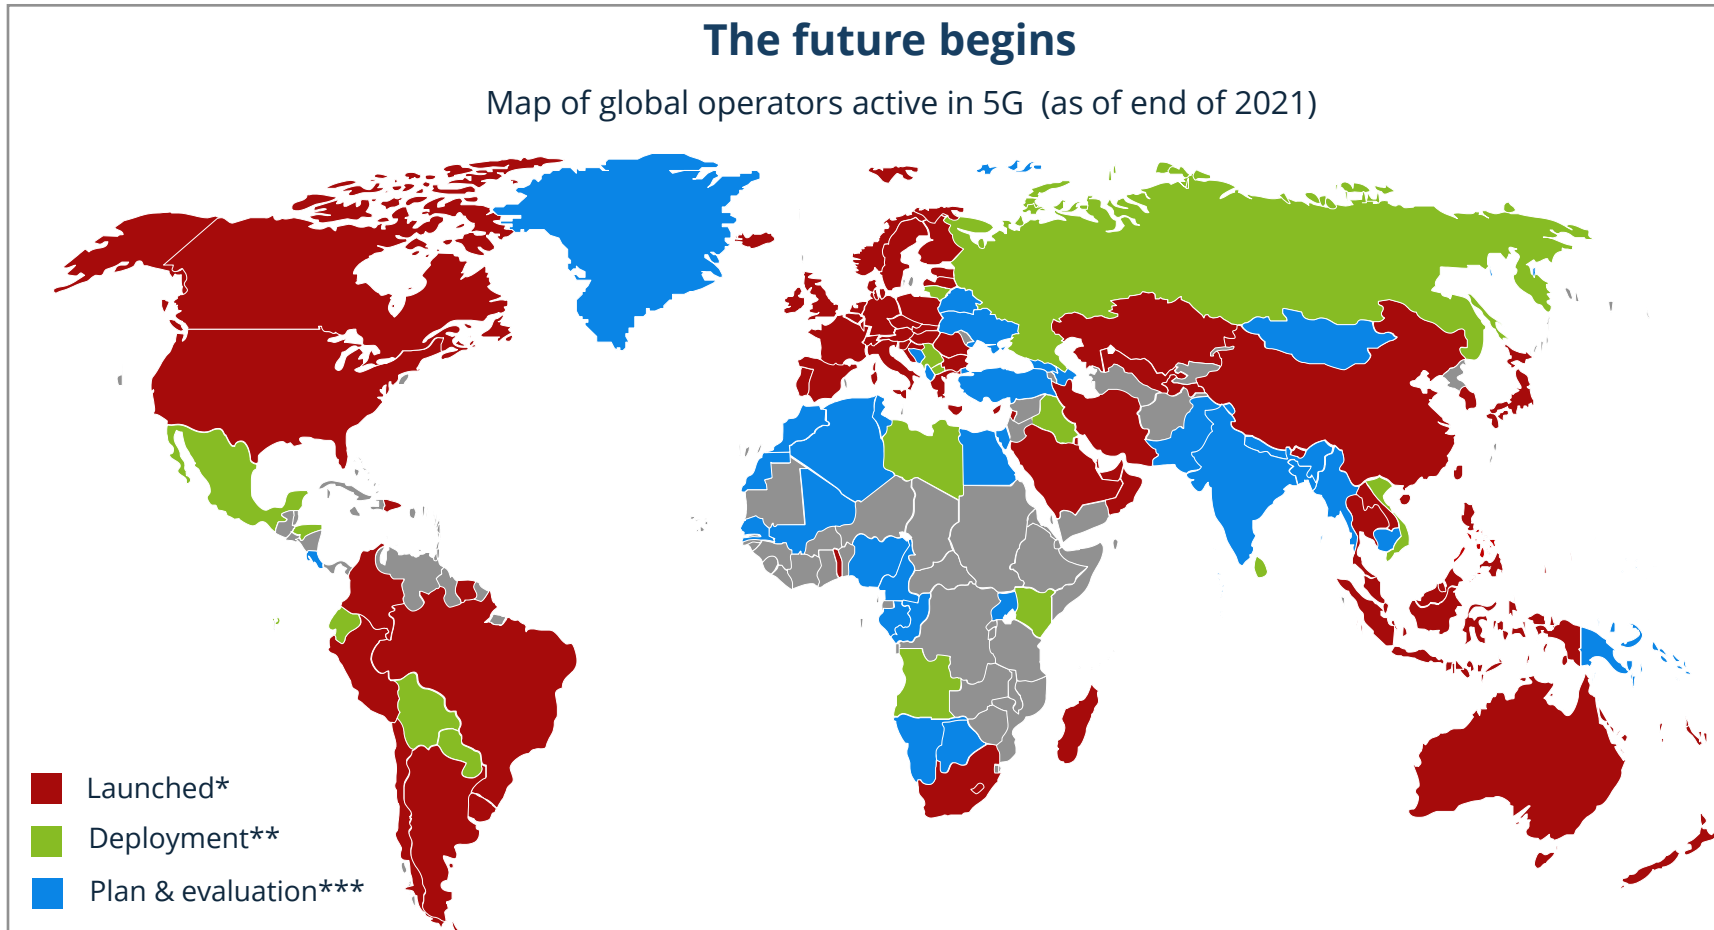 The future begins
Map of global operators active in 5G (as of end of 2021)
Launched*
Deployment**
Plan & evaluation***